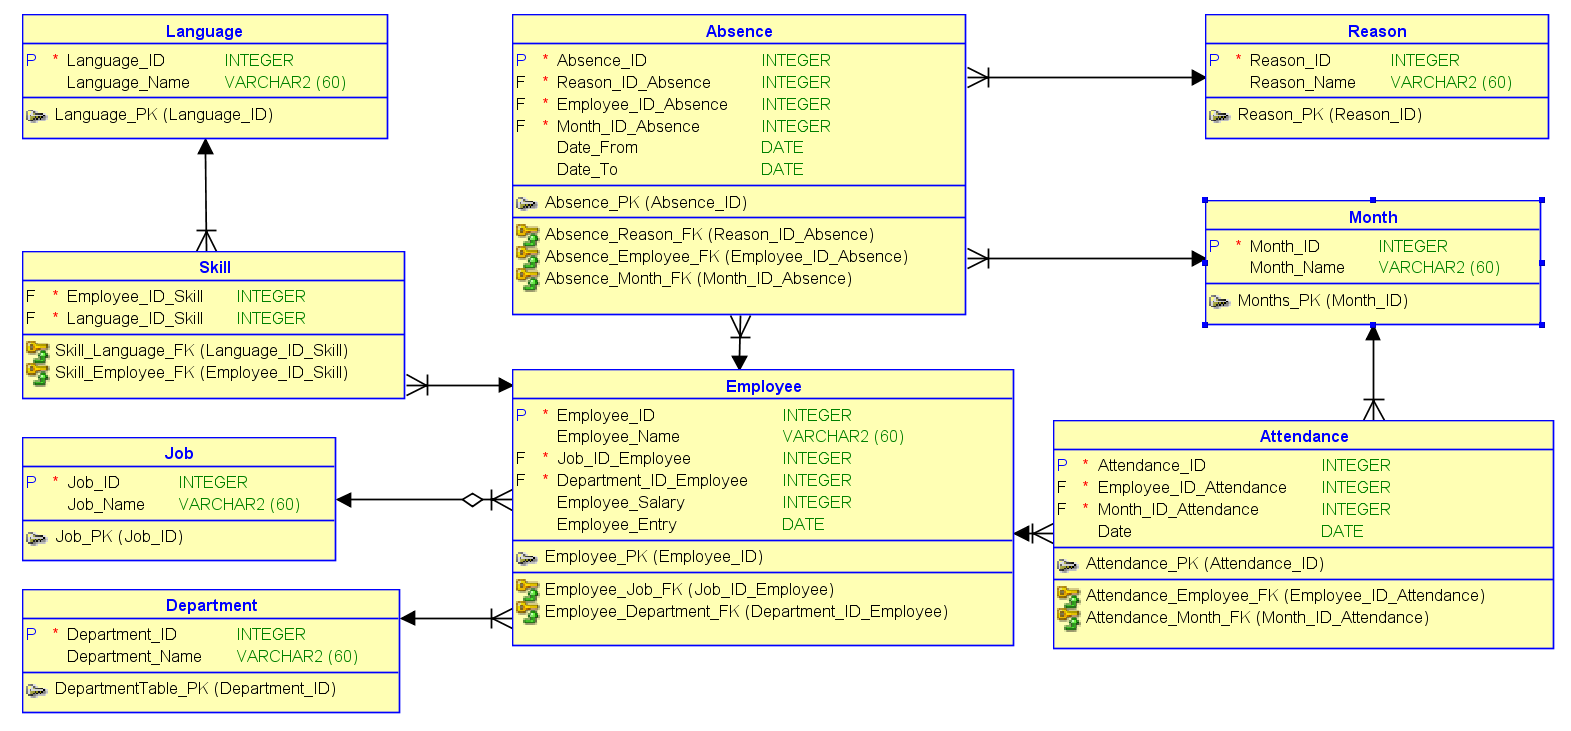 Language
P * Language_ID INTEGER
Language_Name VARCHAR2 (60)
Language_PK (Language_ID)
Absence
P * Absence_ID INTEGER
F * Reason_ID_Absence INTEGER
F * Employee_ID_Absence INTEGER
F * Month_ID_Absence INTEGER
Date_From DATE
Date_To DATE
Absence_PK (Absence_ID)
Absence_Reason_FK (Reason_ID_Absence)
Absence_Employee_FK (Employee_ID_Absence)
Absence_Month_FK (Month_ID_Absence)
Reason
P * Reason_ID INTEGER
Reason_Name VARCHAR2 (60)
Reason_PK (Reason_ID)
Month
P * Month_ID INTEGER
Month_Name VARCHAR2 (60)
Months_PK (Month_ID)
Skill
F * Employee_ID_Skill INTEGER
F * Language_ID_Skill INTEGER
Skill_Language_FK (Language_ID_Skill)
Skill_Employee_FK (Employee_ID_Skill)
Employee
P * Employee_ID INTEGER
Employee_Name VARCHAR2 (60)
F * Job_ID_Employee INTEGER
F * Department_ID_Employee INTEGER
Employee_Salary INTEGER
Employee_Entry DATE
Employee_PK (Employee_ID)
Employee_Job_FK (Job_ID_Employee)
Employee_Department_FK (Department_ID_Employee)
Job
P * Job_ID INTEGER
Job_Name VARCHAR2 (60)
Job_PK (Job_ID)
Attendance
P * Attendance_ID INTEGER
F * Employee_ID_Attendance INTEGER
F * Month_ID_Attendance INTEGER
Date DATE
Attendance_PK (Attendance_ID)
Attendance_Employee_FK (Employee_ID_Attendance)
Attendance_Month_FK (Month_ID_Attendance)
Department
P * Department_ID INTEGER
Department_Name VARCHAR2 (60)
DepartmentTable_PK (Department_ID)